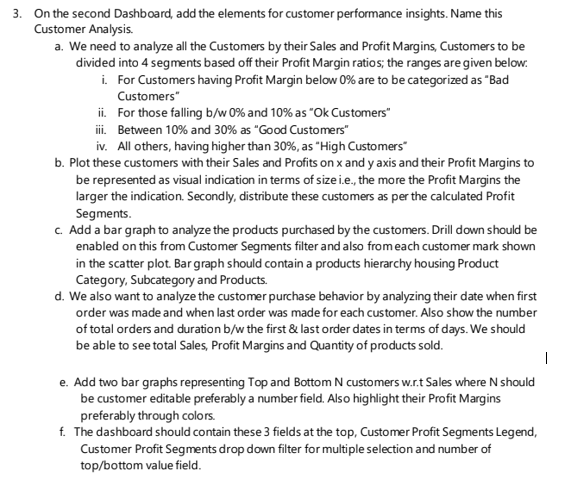 3. On the second Dashboard, add the elements for customer performance insights. Name this
Customer Analysis.
a. We need to analyze all the Customers by their Sales and Profit Margins, Customers to be
divided into 4 segments based off their Profit Margin ratios; the ranges are given below:
i. For Customers having Profit Margin below 0% are to be categorized as "Bad
Customers"
ii. For those falling b/w 0% and 10% as "Ok Customers"
iii. Between 10% and 30% as "Good Customers"
iv. All others, having higher than 30%, as "High Customers"
b. Plot these customers with their Sales and Profits on x and y axis and their Profit Margins to
be represented as visual indication in terms of size i.e., the more the Profit Margins the
larger the indication. Secondly, distribute these customers as per the calculated Profit
Segments.
c. Add a bar graph to analyze the products purchased by the customers. Drill down should be
enabled on this from Customer Segments filter and also from each customer mark shown
in the scatter plot. Bar graph should contain a products hierarchy housing Product
Category, Subcategory and Products.
d. We also want to analyze the customer purchase behavior by analyzing their date when first
order was made and when last order was made for each customer. Also show the number
of total orders and duration b/w the first & last order dates in terms of days. We should
be able to see total Sales, Profit Margins and Quantity of products sold.
e. Add two bar graphs representing Top and Bottom N customers w.r.t Sales where N should
be customer editable preferably a number field. Also highlight their Profit Margins
preferably through colors.
f. The dashboard should contain these 3 fields at the top, Customer Profit Segments Legend,
Customer Profit Segments drop down filter for multiple selection and number of
top/bottom value field.